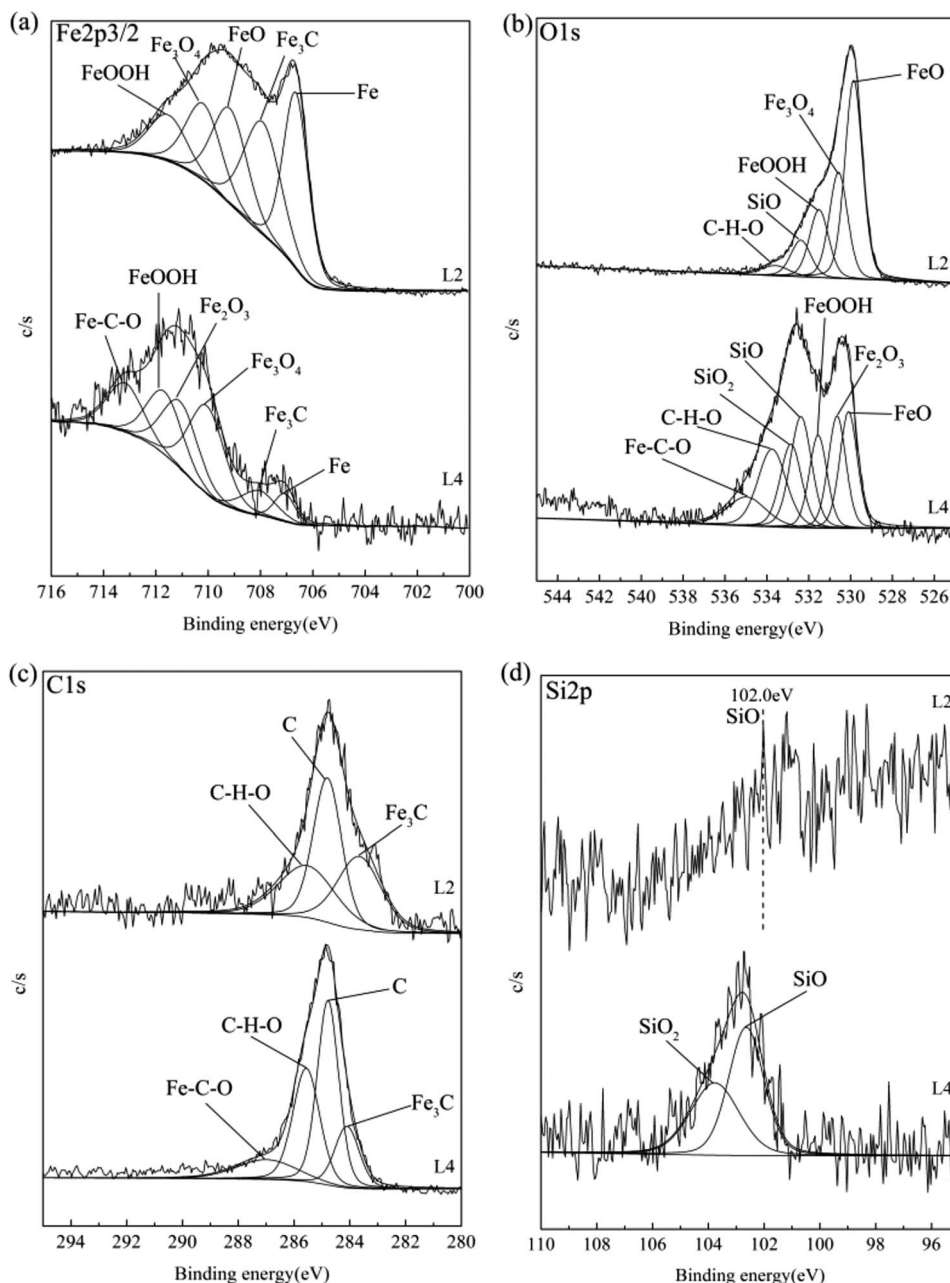 (a)
Fe2p3/2
FeOOH
Fe3O4
FeO
Fe3C
Fe
L2
Fe-C-O
FeOOH
Fe2O3
Fe3O4
Fe3C
Fe
L4
c/s
716 714 712 710 708 706 704 702 700
Binding energy(eV)
(b)
O1s
FeO
Fe3O4
FeOOH
SiO
C-H-O
L2
FeOOH
SiO
Fe2O3
SiO2
FeO
C-H-O
Fe-C-O
L4
c/s
544 542 540 538 536 534 532 530 528 526
Binding energy(eV)
(c)
C1s
C
C-H-O
Fe3C
L2
C
C-H-O
Fe-C-O
Fe3C
L4
c/s
294 292 290 288 286 284 282 280
Binding energy(eV)
(d)
Si2p
102.0eV
SiO
L2
SiO
SiO2
L4
c/s
110 108 106 104 102 100 98 96
Binding energy(eV)